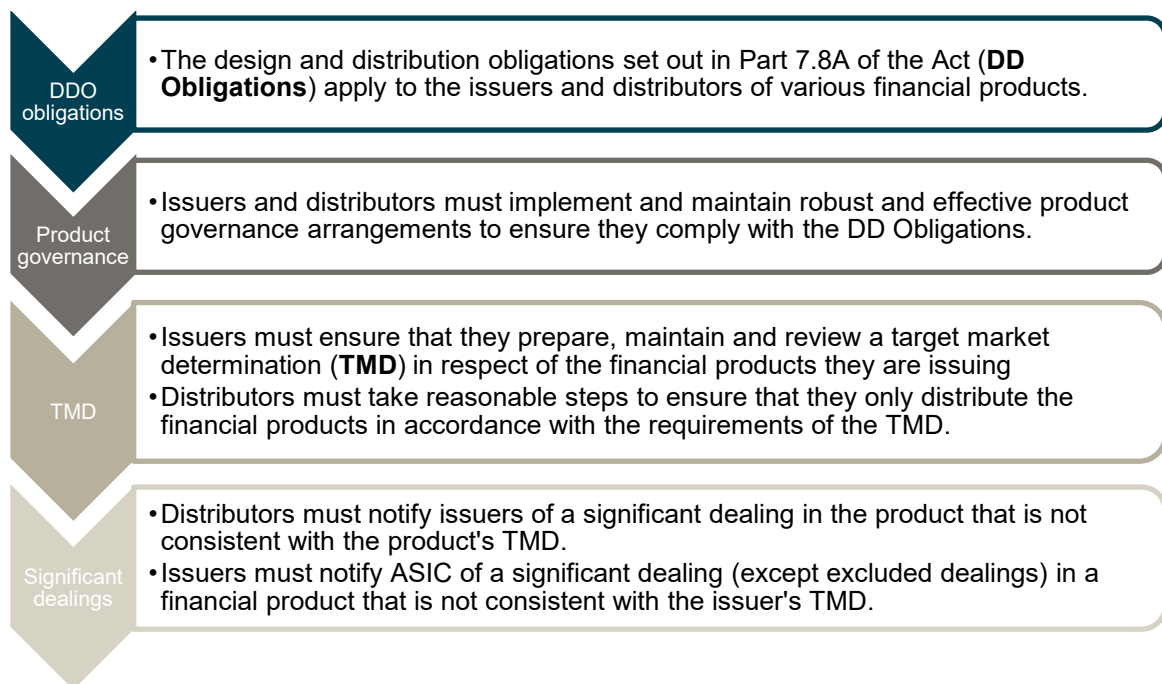 DDO
obligations
•The design and distribution obligations set out in Part 7.8A of the Act (DD
Obligations) apply to the issuers and distributors of various financial products.
Product
governance
•Issuers and distributors must implement and maintain robust and effective product
governance arrangements to ensure they comply with the DD Obligations.
TMD
•Issuers must ensure that they prepare, maintain and review a target market
determination (TMD) in respect of the financial products they are issuing
•Distributors must take reasonable steps to ensure that they only distribute the
financial products in accordance with the requirements of the TMD.
Significant
dealings
•Distributors must notify issuers of a significant dealing in the product that is not
consistent with the product's TMD.
•Issuers must notify ASIC of a significant dealing (except excluded dealings) in a
financial product that is not consistent with the issuer's TMD.